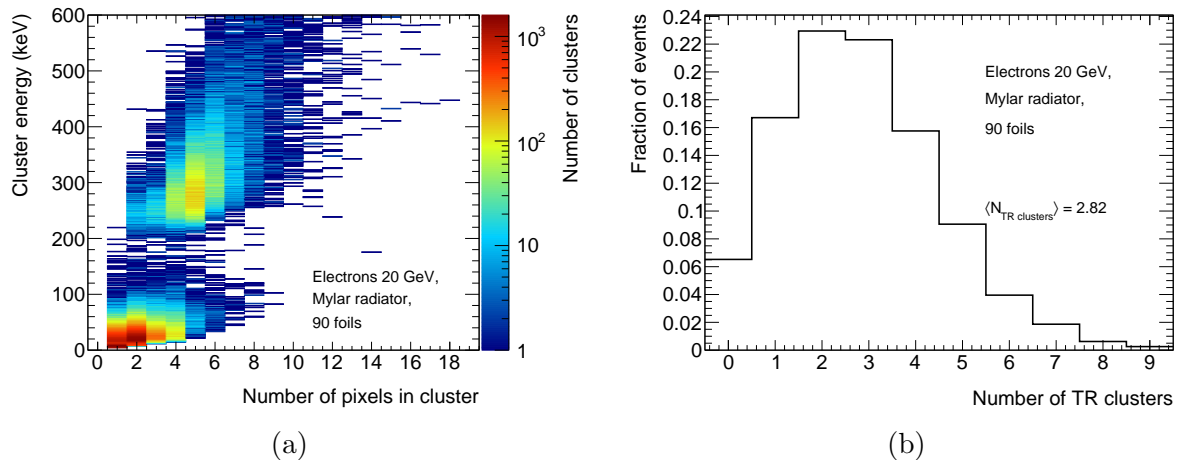 Cluster energy (keV)
600
500
400
300
200
100
0
0 2 4 6 8 10 12 14 16 18
Number of pixels in cluster
Electrons 20 GeV,
Mylar radiator,
90 foils
10³
10²
10
1
Number of clusters
(a)
Fraction of events
0.24
0.22
0.2
0.18
0.16
0.14
0.12
0.1
0.08
0.06
0.04
0.02
0
0 1 2 3 4 5 6 7 8 9
Number of TR clusters
Electrons 20 GeV,
Mylar radiator,
90 foils
⟨N_TR clusters⟩ = 2.82
(b)